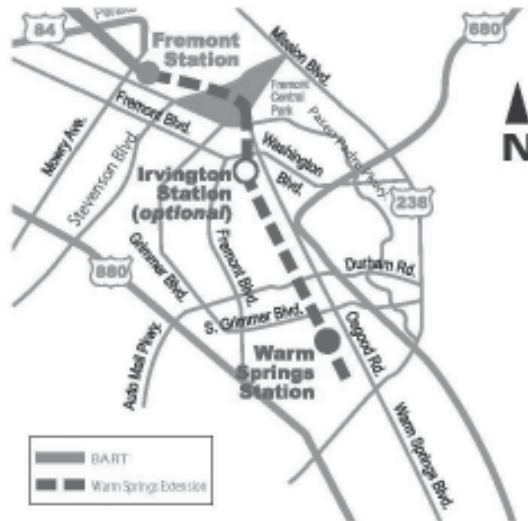 84
Fremont
Station
Mission Blvd.
680
Fremont
Central
Park
Fremont Blvd.
Mowry Ave.
Stevenson Blvd.
Washington
Blvd.
N
Irvington
Station
(optional)
238
880
Grimmer
Blvd.
Fremont Blvd.
Durham Rd.
S. Grimmer Blvd.
Auto Mall Pkwy.
Osgood Rd.
Warm
Springs
Station
Warm Springs Blvd.
BART
Warm Springs Extension